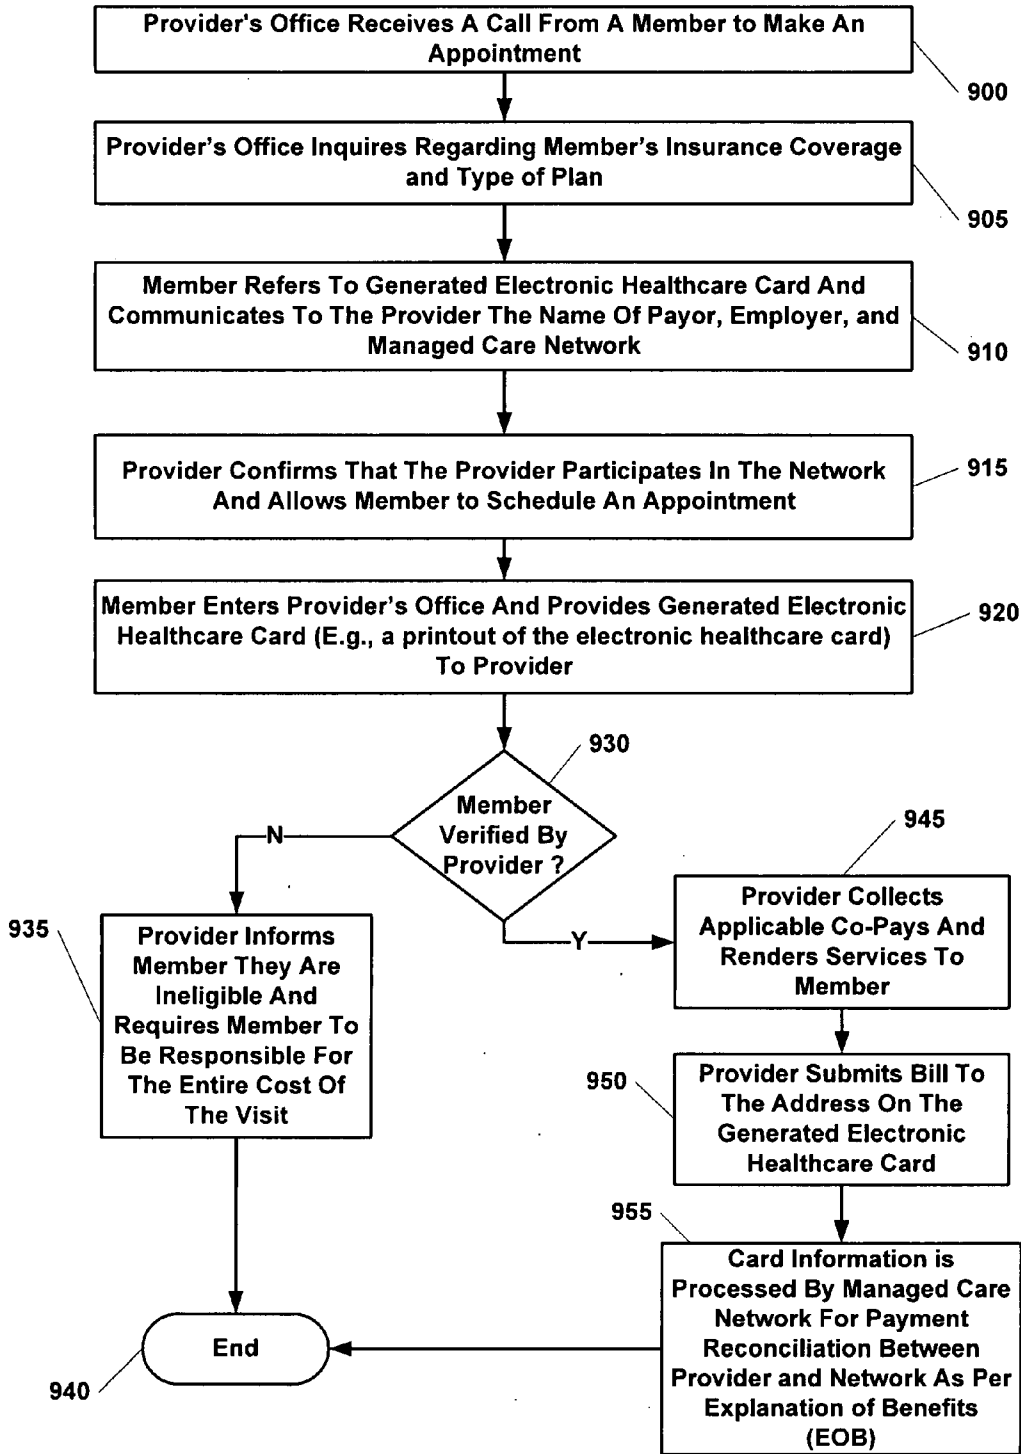 Provider's Office Receives A Call From A Member to Make An
Appointment
900
Provider's Office Inquires Regarding Member's Insurance Coverage
and Type of Plan
905
Member Refers To Generated Electronic Healthcare Card And
Communicates To The Provider The Name Of Payor, Employer, and
Managed Care Network
910
Provider Confirms That The Provider Participates In The Network
And Allows Member to Schedule An Appointment
915
Member Enters Provider's Office And Provides Generated Electronic
Healthcare Card (E.g., a printout of the electronic healthcare card)
To Provider
920
930
Member
Verified By
Provider ?
N
Y
935
Provider Informs
Member They Are
Ineligible And
Requires Member To
Be Responsible For
The Entire Cost Of
The Visit
945
Provider Collects
Applicable Co-Pays And
Renders Services To
Member
950
Provider Submits Bill To
The Address On The
Generated Electronic
Healthcare Card
955
Card Information is
Processed By Managed Care
Network For Payment
Reconciliation Between
Provider and Network As Per
Explanation of Benefits
(EOB)
End
940